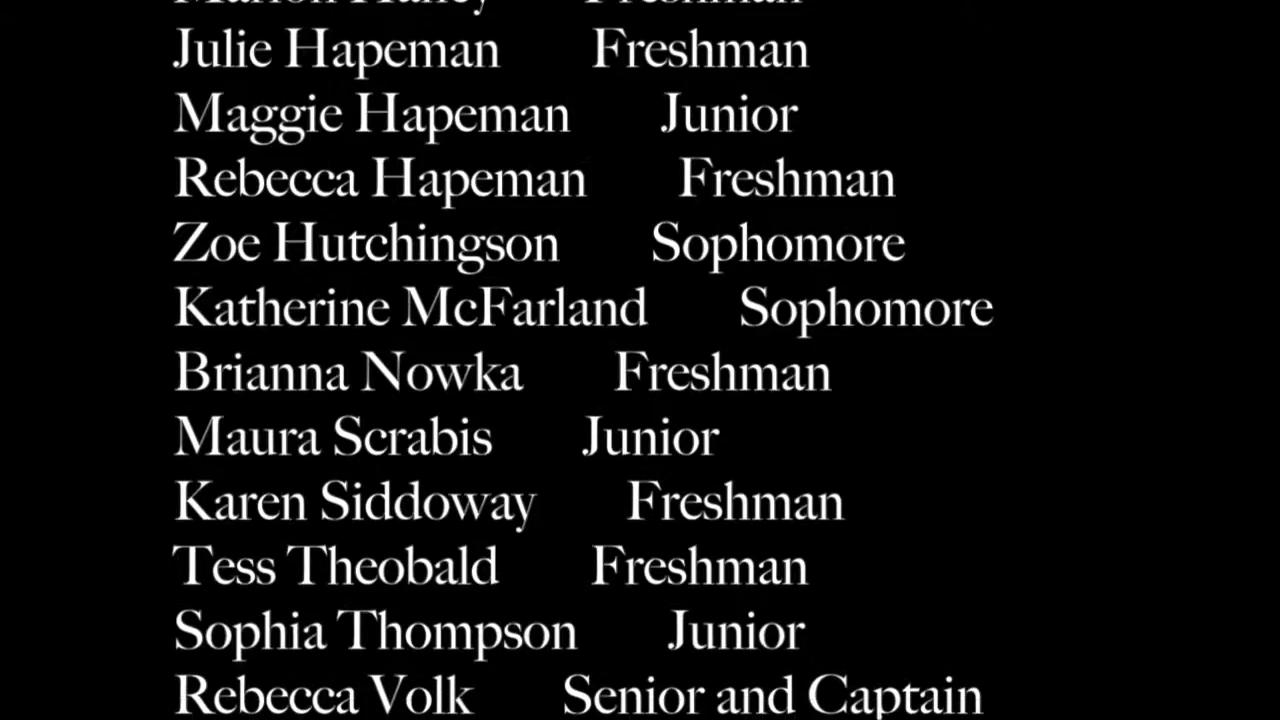 Freshman
Julie Hapeman Freshman
Maggie Hapeman Junior
Rebecca Hapeman Freshman
Zoe Hutchingson Sophomore
Katherine McFarland Sophomore
Brianna Nowka Freshman
Maura Scrabis Junior
Karen Siddoway Freshman
Tess Theobald Freshman
Sophia Thompson Junior
Rebecca Volk Senior and Captain